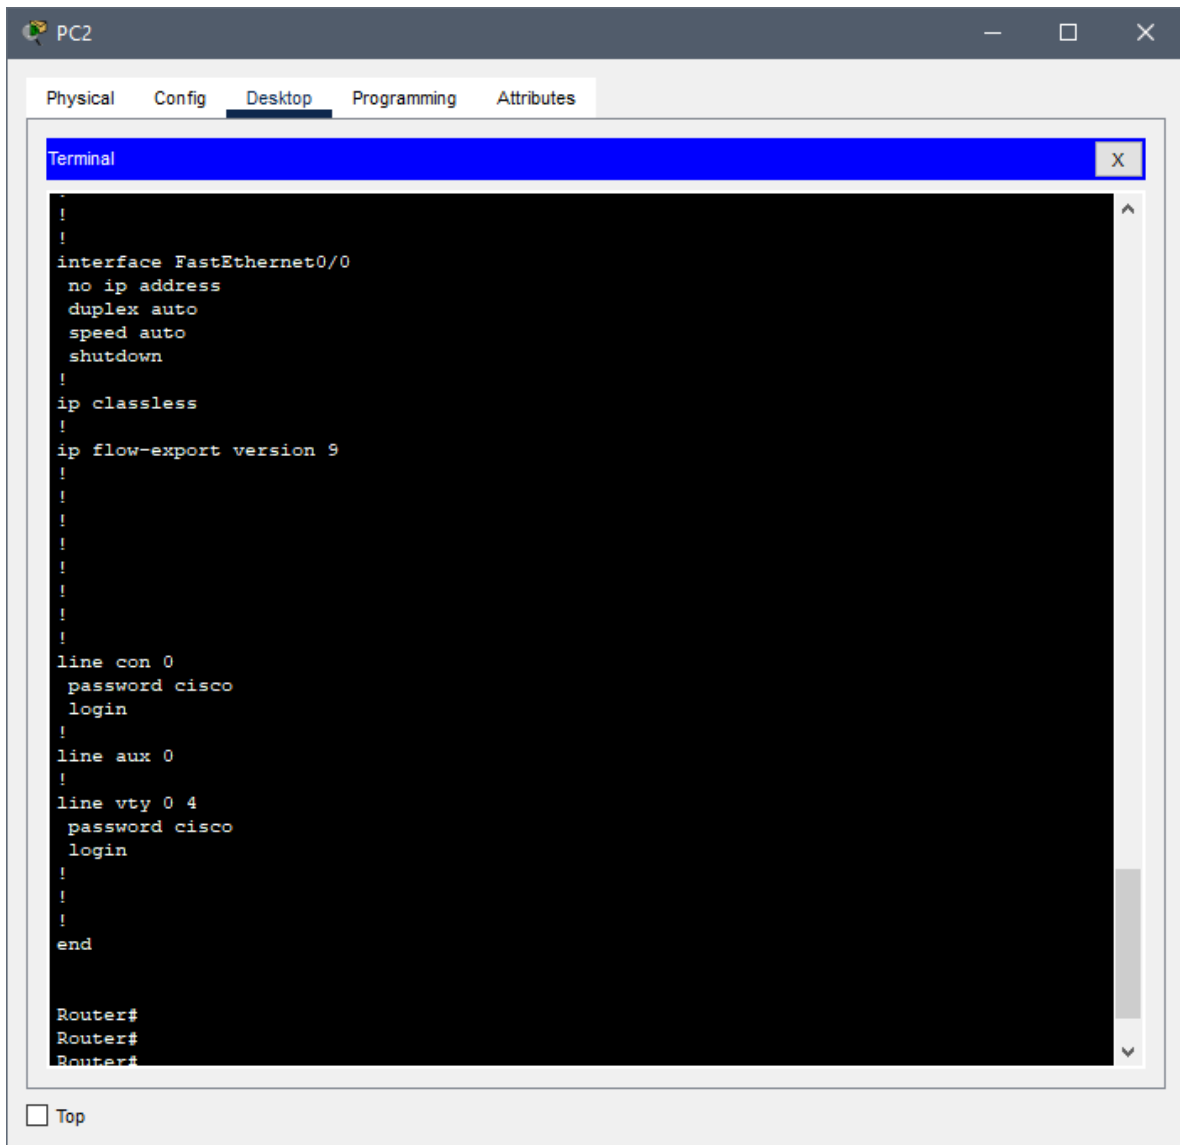 PC2
Physical Config Desktop Programming Attributes
Terminal
X
!
!
!
interface FastEthernet0/0
 no ip address
 duplex auto
 speed auto
 shutdown
!
ip classless
!
ip flow-export version 9
!
!
!
!
!
!
!
!
line con 0
 password cisco
 login
!
line aux 0
!
line vty 0 4
 password cisco
 login
!
!
!
end
Router#
Router#
Router#
Top